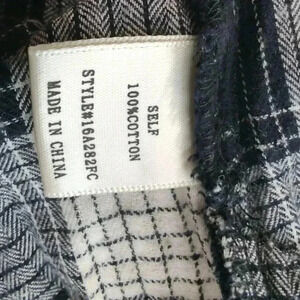 SELF
100%COTTON
STYLE#16A282FC
MADE IN CHINA